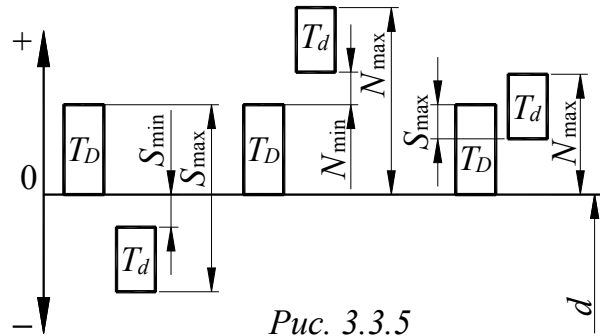 +
0
−
T_D
T_d
S_min
S_max
T_D
T_d
N_min
N_max
S_max
T_D
T_d
N_max
d
Рис. 3.3.5